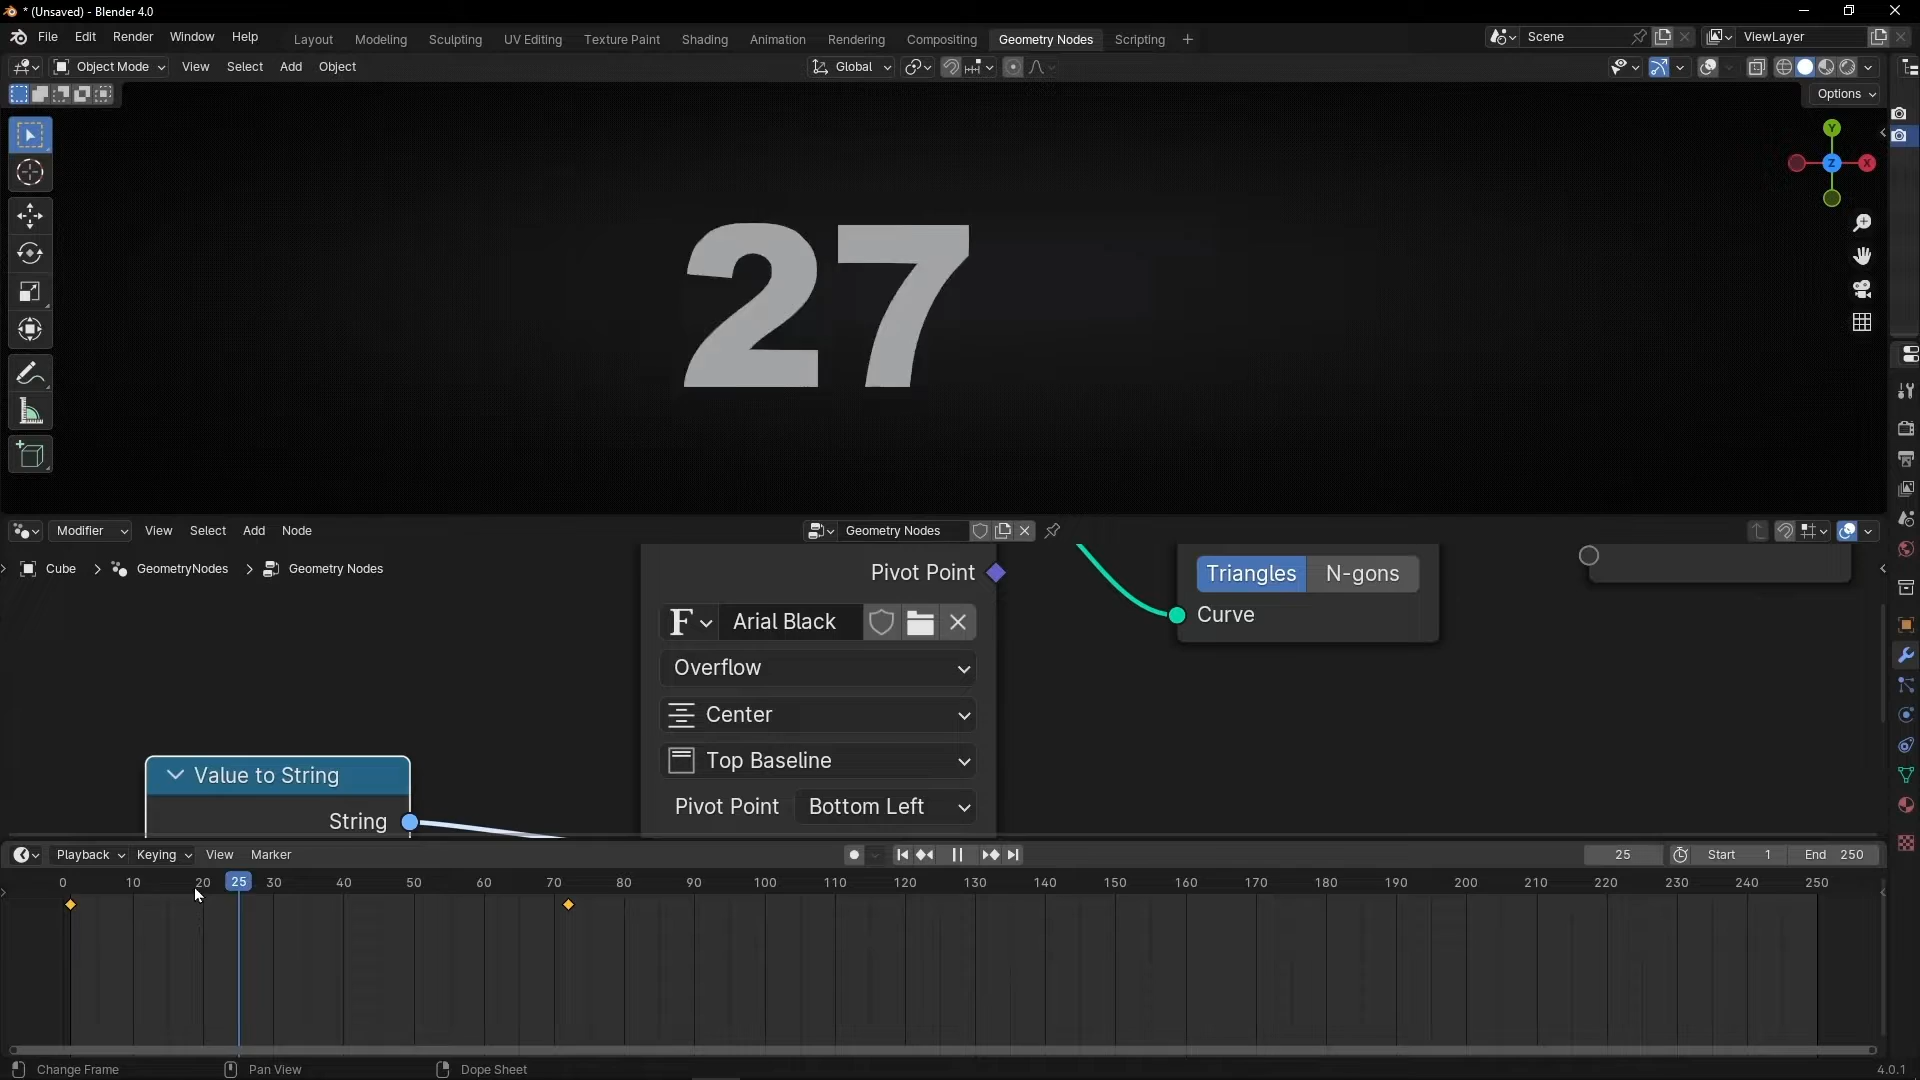 * (Unsaved) - Blender 4.0
File Edit Render Window Help Layout Modeling Sculpting UV Editing Texture Paint Shading Animation Rendering Compositing Geometry Nodes Scripting + Scene ViewLayer
Object Mode View Select Add Object Global
Options
Y
Z X
27
Modifier View Select Add Node Geometry Nodes
Cube > GeometryNodes > Geometry Nodes
Pivot Point
Triangles N-gons
Curve
F Arial Black
Overflow
Center
Top Baseline
Pivot Point Bottom Left
Value to String
String
Playback Keying View Marker 25 Start 1 End 250
0 10 20 25 30 40 50 60 70 80 90 100 110 120 130 140 150 160 170 180 190 200 210 220 230 240 250
Change Frame Pan View Dope Sheet 4.0.1